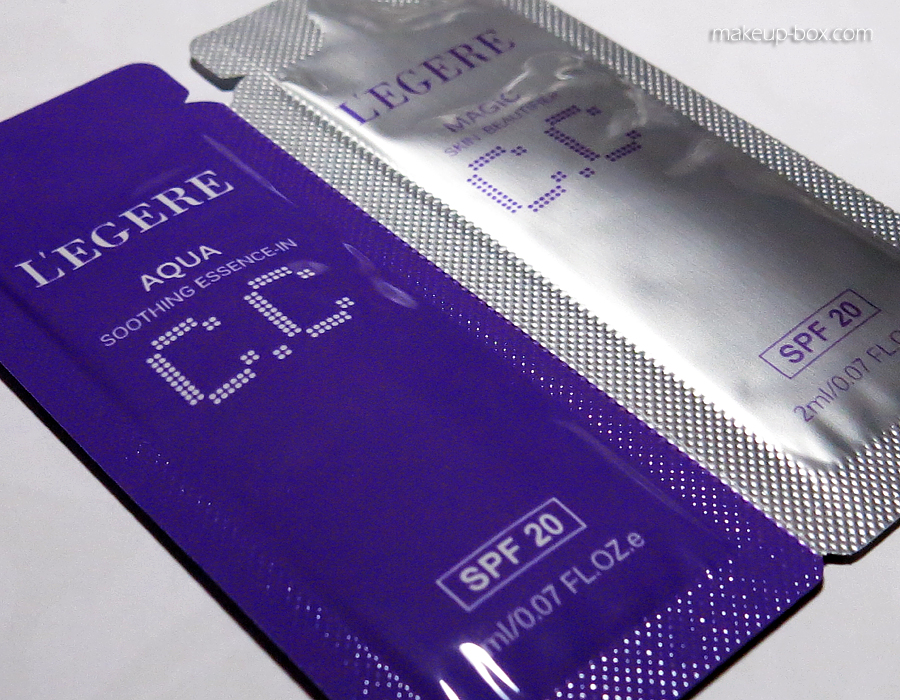 makeup-box.com
L'EGERE
AQUA
SOOTHING ESSENCE-IN
C.C
SPF 20
ml/0.07 FL.OZ.e
L'EGERE
MAGIC
SKIN BEAUTIFIER
C.C
SPF 20
2ml/0.07 FL.O